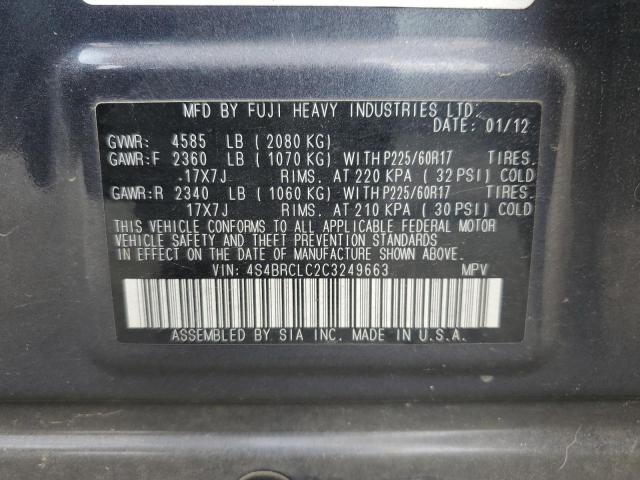 MFD BY FUJI HEAVY INDUSTRIES LTD.
DATE: 01/12
GVWR: 4585 LB ( 2080 KG)
GAWR:F 2360 LB ( 1070 KG) WITH P225/60R17 TIRES.
17X7J RIMS. AT 220 KPA ( 32 PSI) COLD
GAWR:R 2340 LB ( 1060 KG) WITH P225/60R17 TIRES.
17X7J RIMS. AT 210 KPA ( 30 PSI) COLD
THIS VEHICLE CONFORMS TO ALL APPLICABLE FEDERAL MOTOR
VEHICLE SAFETY AND THEFT PREVENTION STANDARDS
IN EFFECT ON THE DATE OF MANUFACTURE SHOWN ABOVE.
VIN: 4S4BRCLC2C3249663 MPV
ASSEMBLED BY SIA INC. MADE IN U.S.A.